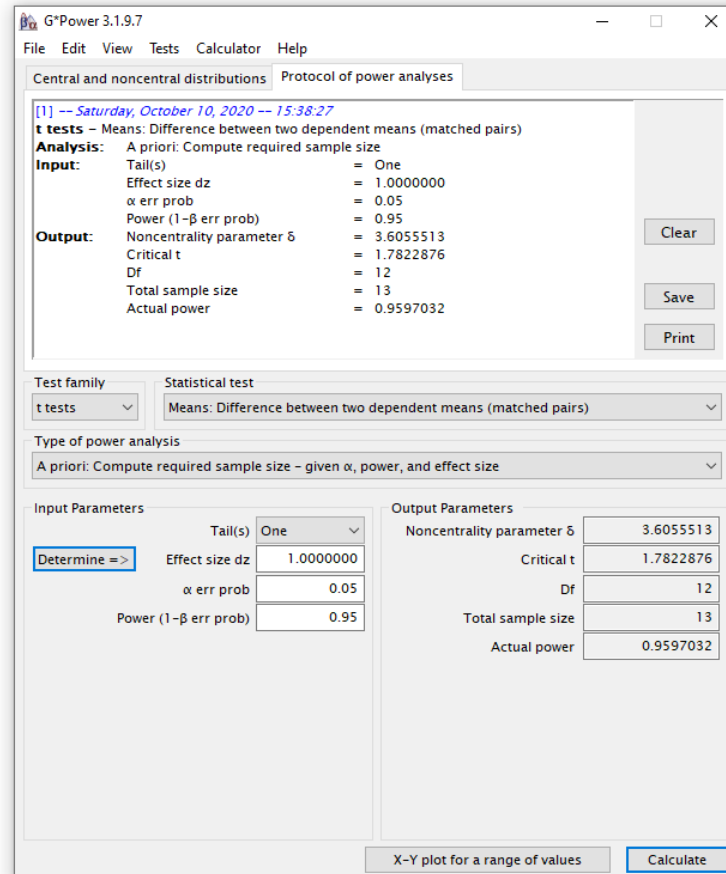 G*Power 3.1.9.7
File Edit View Tests Calculator Help
Central and noncentral distributions Protocol of power analyses
[1] -- Saturday, October 10, 2020 -- 15:38:27
t tests – Means: Difference between two dependent means (matched pairs)
Analysis: A priori: Compute required sample size
Input: Tail(s) = One
Effect size dz = 1.0000000
α err prob = 0.05
Power (1–β err prob) = 0.95
Output: Noncentrality parameter δ = 3.6055513
Critical t = 1.7822876
Df = 12
Total sample size = 13
Actual power = 0.9597032
Clear
Save
Print
Test family Statistical test
t tests Means: Difference between two dependent means (matched pairs)
Type of power analysis
A priori: Compute required sample size – given α, power, and effect size
Input Parameters Output Parameters
Tail(s) One Noncentrality parameter δ 3.6055513
Determine => Effect size dz 1.0000000 Critical t 1.7822876
α err prob 0.05 Df 12
Power (1–β err prob) 0.95 Total sample size 13
Actual power 0.9597032
X-Y plot for a range of values Calculate